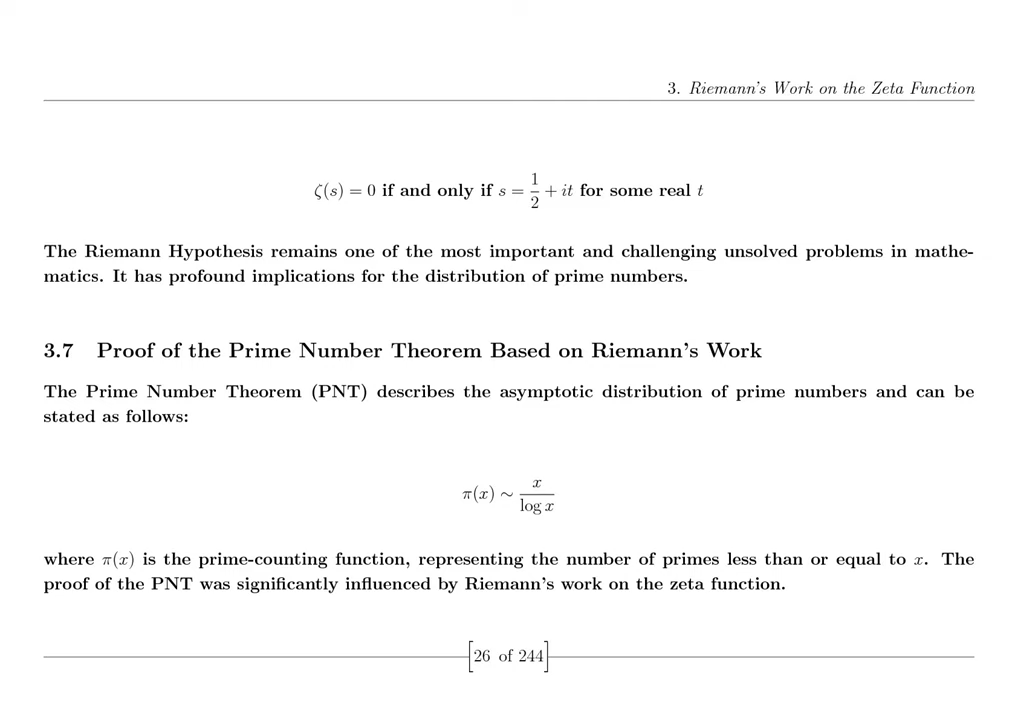 3. Riemann's Work on the Zeta Function
ζ(s) = 0 if and only if s = 1/2 + it for some real t
The Riemann Hypothesis remains one of the most important and challenging unsolved problems in mathe-
matics. It has profound implications for the distribution of prime numbers.
3.7 Proof of the Prime Number Theorem Based on Riemann's Work
The Prime Number Theorem (PNT) describes the asymptotic distribution of prime numbers and can be
stated as follows:
π(x) ∼ x/log x
where π(x) is the prime-counting function, representing the number of primes less than or equal to x. The
proof of the PNT was significantly influenced by Riemann's work on the zeta function.
[26 of 244]